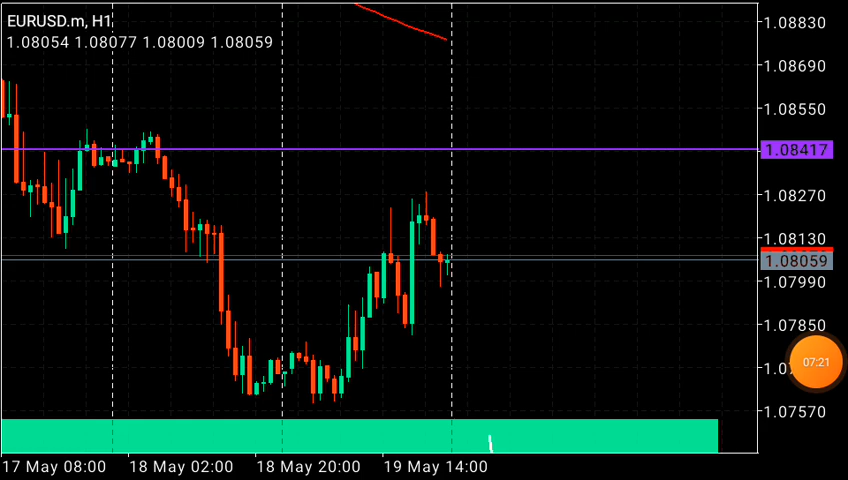 EURUSD.m, H1
1.08054 1.08077 1.08009 1.08059
1.08830
1.08690
1.08550
1.08417
1.08270
1.08130
1.08059
1.07990
1.07850
07:21
1.07570
17 May 08:00
18 May 02:00
18 May 20:00
19 May 14:00